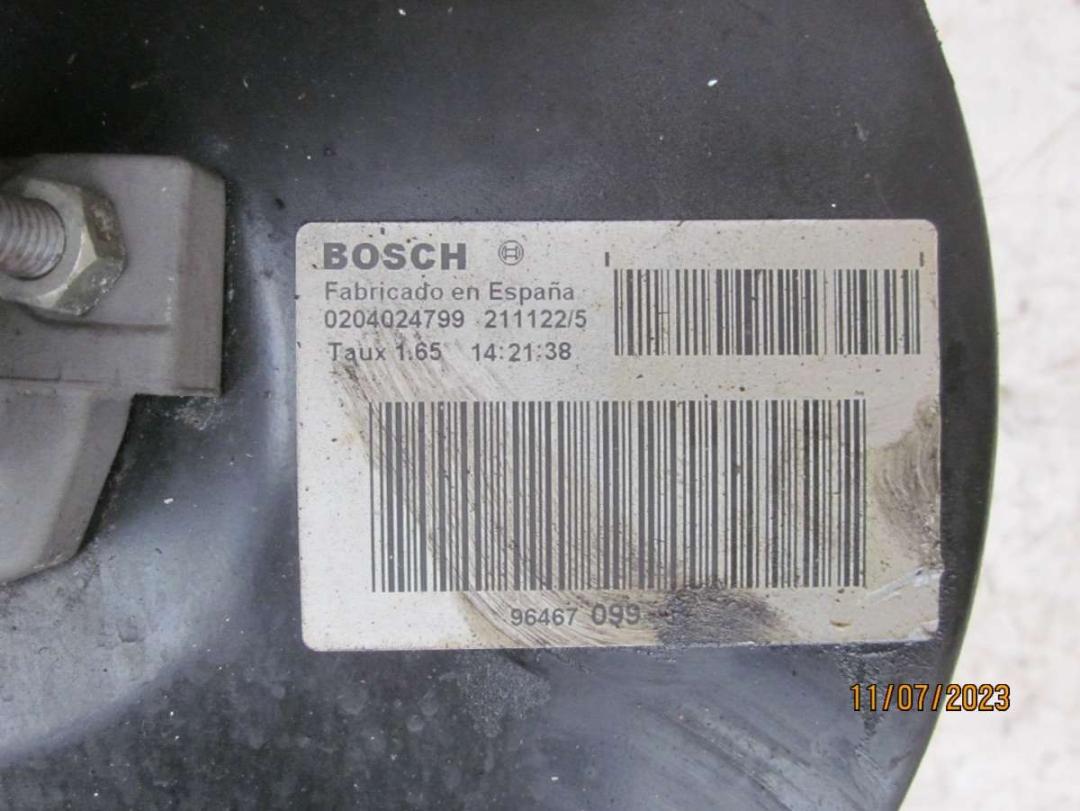 BOSCH
Fabricado en España
0204024799 211122/5
Taux 1.65 14:21:38
96467 099
11/07/2023